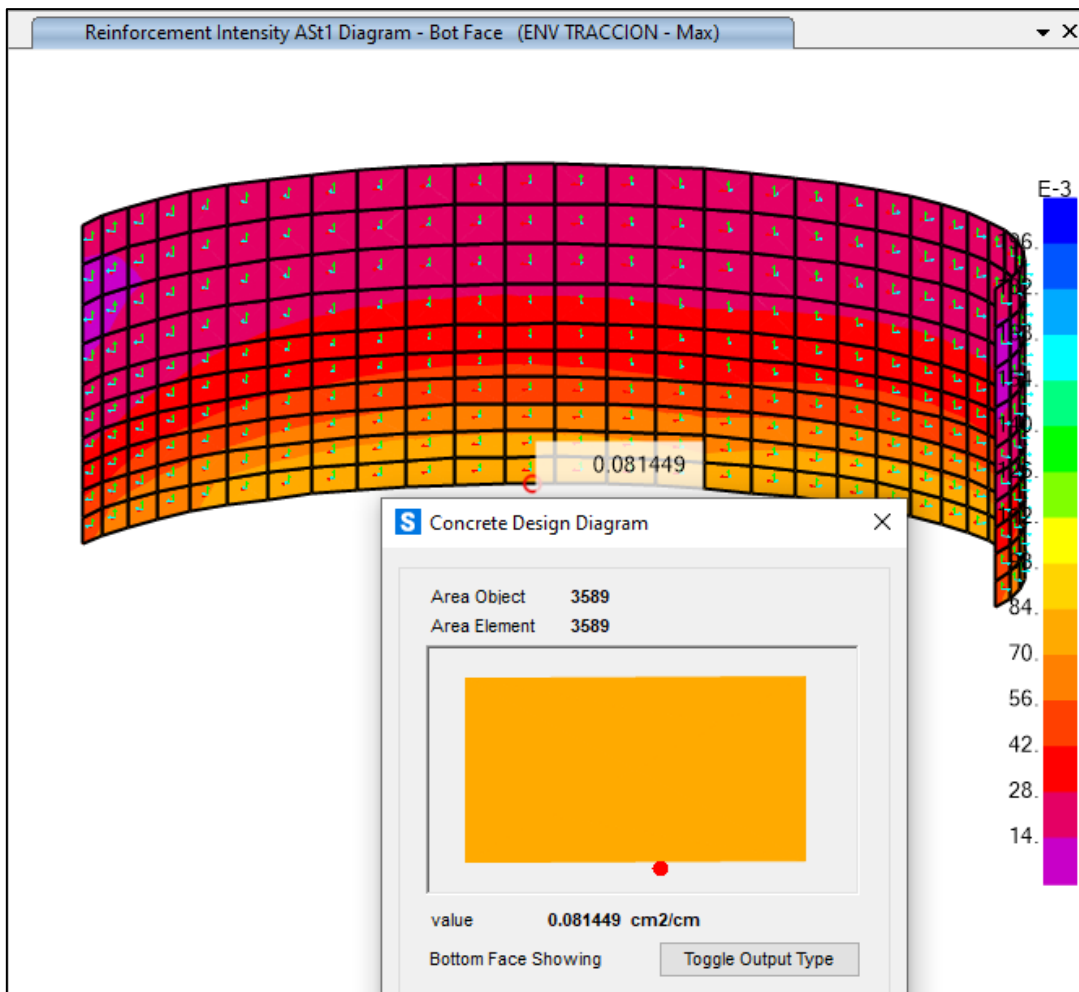 Reinforcement Intensity ASt1 Diagram - Bot Face (ENV TRACCION - Max)
E-3
84.
70.
56.
42.
28.
14.
0.081449
Concrete Design Diagram
Area Object 3589
Area Element 3589
value 0.081449 cm2/cm
Bottom Face Showing Toggle Output Type